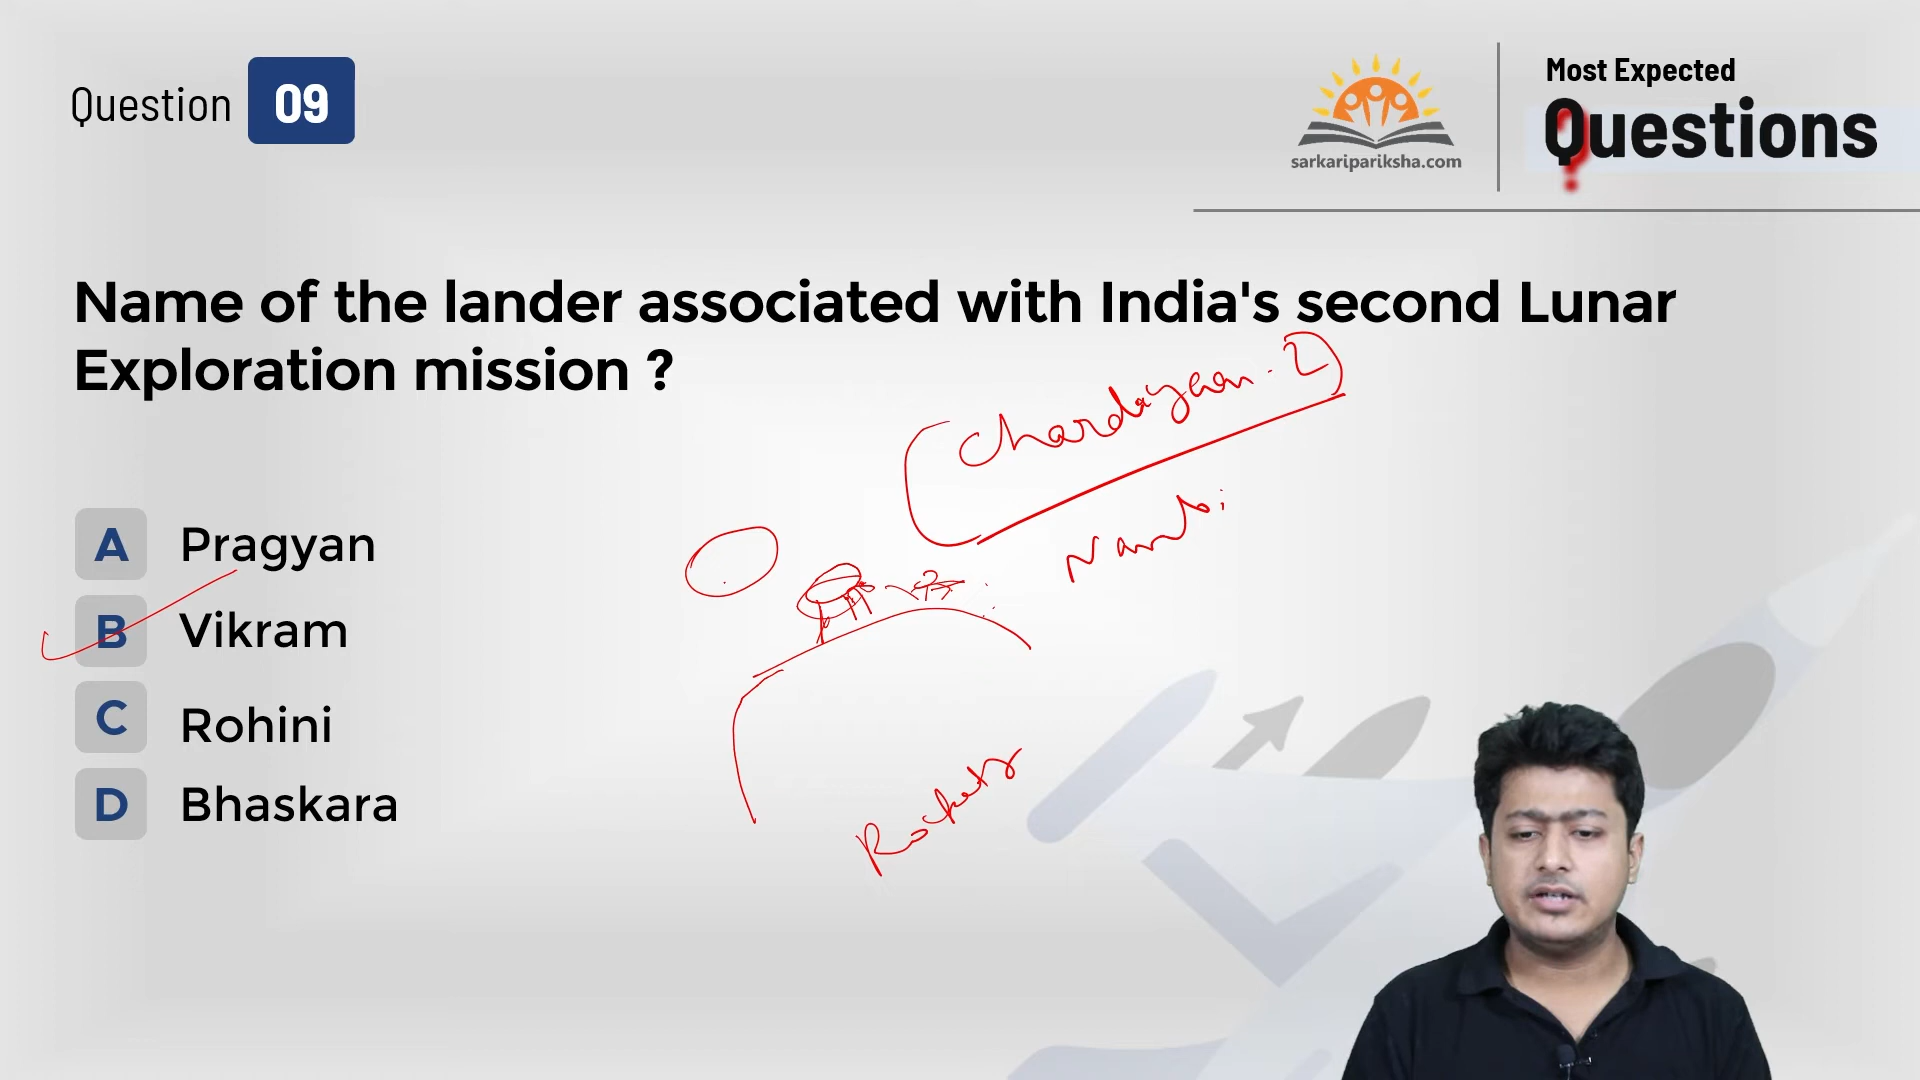 Question 09
sarkaripariksha.com
Most Expected
Questions
Name of the lander associated with India's second Lunar
Exploration mission ?
Chandrayaan-2
A Pragyan
B Vikram
C Rohini
D Bhaskara
Rockets